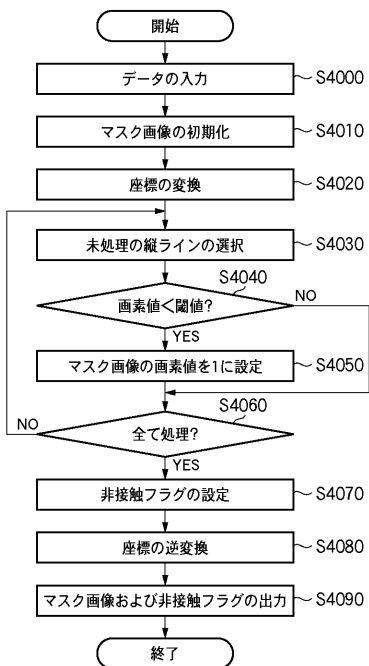 開始
データの入力 S4000
マスク画像の初期化 S4010
座標の変換 S4020
未処理の縦ラインの選択 S4030
S4040
画素値<閾値? NO
YES
マスク画像の画素値を1に設定 S4050
S4060
NO 全て処理?
YES
非接触フラグの設定 S4070
座標の逆変換 S4080
マスク画像および非接触フラグの出力 S4090
終了